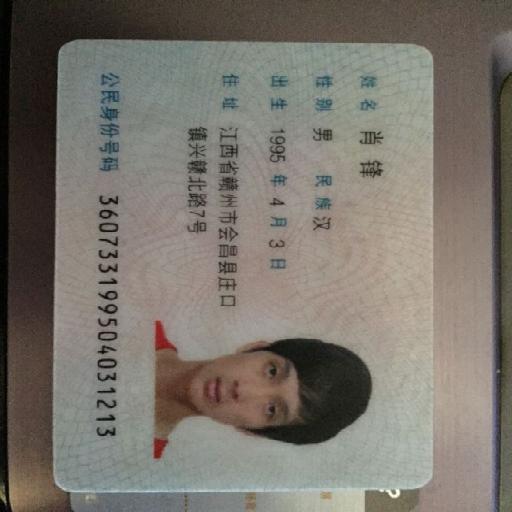 姓名 肖锋
性别 男 民族 汉
出生 1995 年 4 月 3 日
住址 江西省赣州市会昌县庄口
镇兴赣北路7号
公民身份号码 360733199504031213